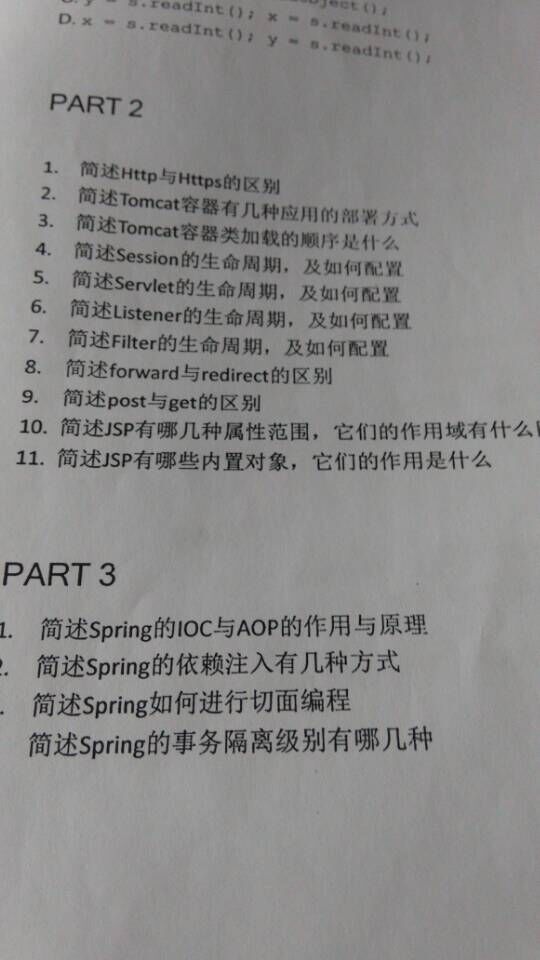 C. y = s.readInt(); x = s.readInt();
D. x = s.readInt(); y = s.readInt();
PART 2
1. 简述Http与Https的区别
2. 简述Tomcat容器有几种应用的部署方式
3. 简述Tomcat容器类加载的顺序是什么
4. 简述Session的生命周期，及如何配置
5. 简述Servlet的生命周期，及如何配置
6. 简述Listener的生命周期，及如何配置
7. 简述Filter的生命周期，及如何配置
8. 简述forward与redirect的区别
9. 简述post与get的区别
10. 简述JSP有哪几种属性范围，它们的作用域有什么
11. 简述JSP有哪些内置对象，它们的作用是什么
PART 3
1. 简述Spring的IOC与AOP的作用与原理
2. 简述Spring的依赖注入有几种方式
. 简述Spring如何进行切面编程
简述Spring的事务隔离级别有哪几种